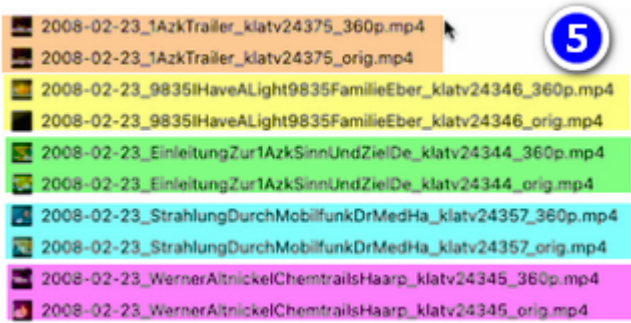 2008-02-23_1AzkTrailer_klatv24375_360p.mp4
5
2008-02-23_1AzkTrailer_klatv24375_orig.mp4
2008-02-23_9835IHaveALight9835FamilieEber_klatv24346_360p.mp4
2008-02-23_9835IHaveALight9835FamilieEber_klatv24346_orig.mp4
2008-02-23_EinleitungZur1AzkSinnUndZielDe_klatv24344_360p.mp4
2008-02-23_EinleitungZur1AzkSinnUndZielDe_klatv24344_orig.mp4
2008-02-23_StrahlungDurchMobilfunkDrMedHa_klatv24357_360p.mp4
2008-02-23_StrahlungDurchMobilfunkDrMedHa_klatv24357_orig.mp4
2008-02-23_WernerAltnickelChemtrailsHaarp_klatv24345_360p.mp4
2008-02-23_WernerAltnickelChemtrailsHaarp_klatv24345_orig.mp4